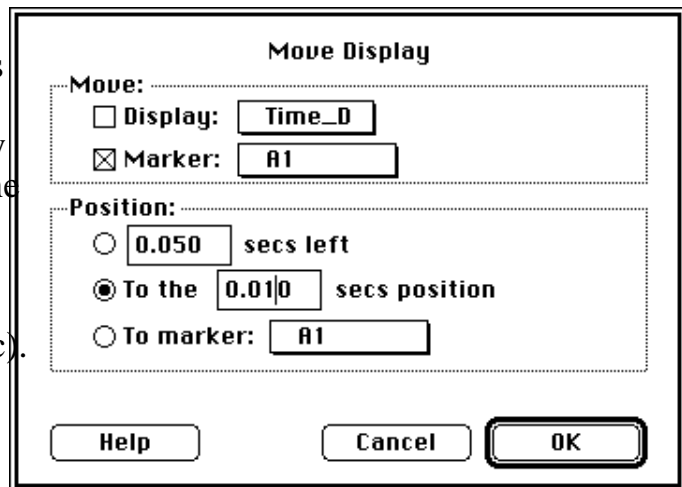 Move Display
Move:
Display: Time_D
Marker: A1
Position:
0.050 secs left
To the 0.010 secs position
To marker: A1
Help Cancel OK